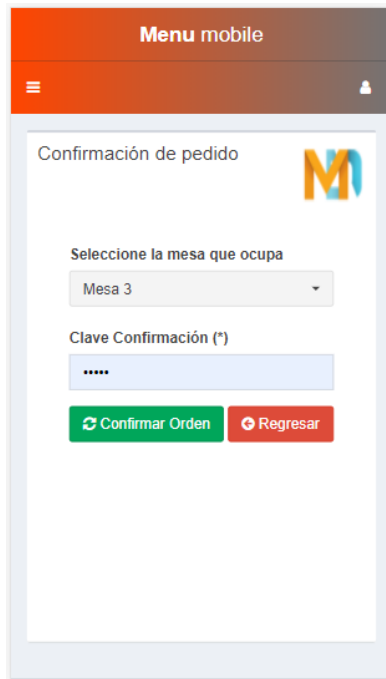 Menu mobile
Confirmación de pedido
Seleccione la mesa que ocupa
Mesa 3
Clave Confirmación (*)
•••••
Confirmar Orden
Regresar